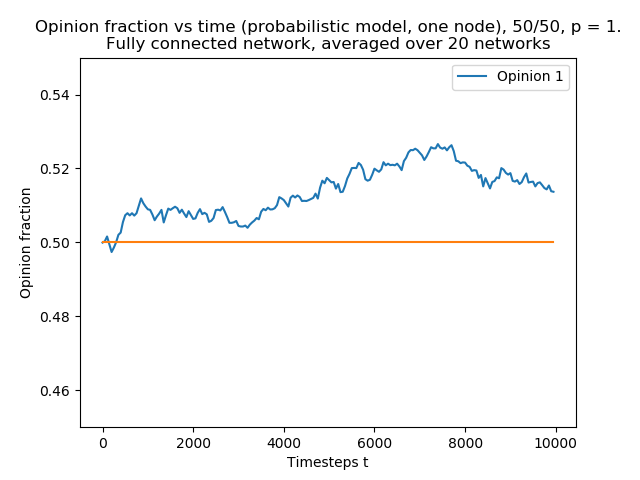 Opinion fraction vs time (probabilistic model, one node), 50/50, p = 1.
Fully connected network, averaged over 20 networks
Opinion 1
0.54
0.52
0.50
0.48
0.46
Opinion fraction
0 2000 4000 6000 8000 10000
Timesteps t